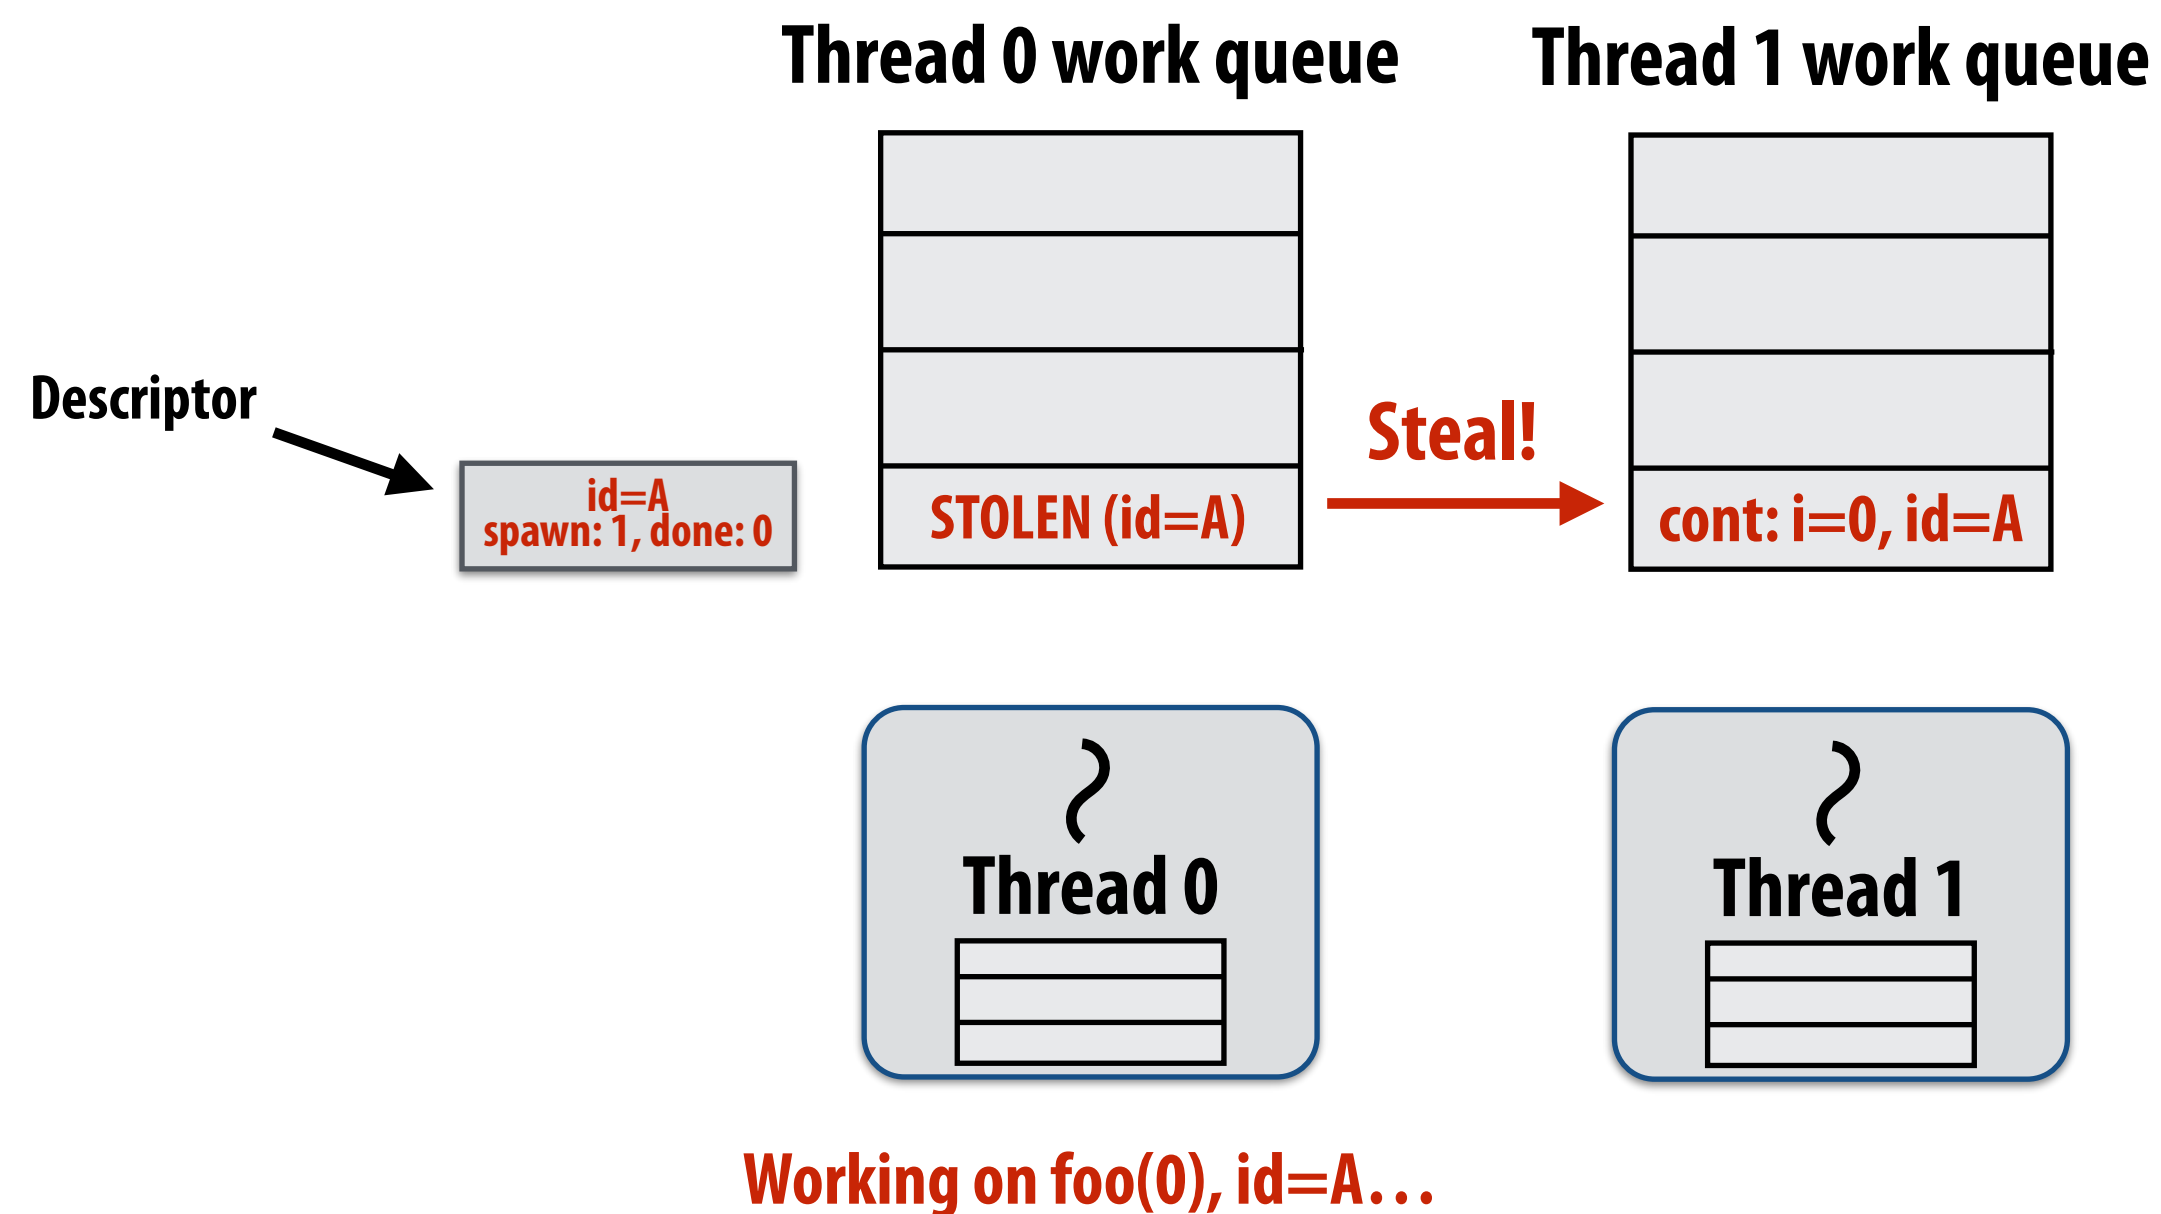 Thread 0 work queue
Thread 1 work queue
Descriptor
id=A
spawn: 1, done: 0
STOLEN (id=A)
Steal!
cont: i=0, id=A
Thread 0
Thread 1
Working on foo(0), id=A…